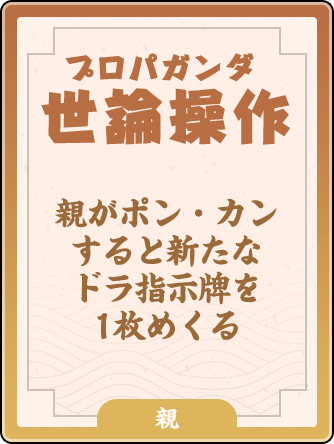 プロパガンダ
世論操作
親がポン・カン
すると新たな
ドラ指示牌を
1枚めくる
親